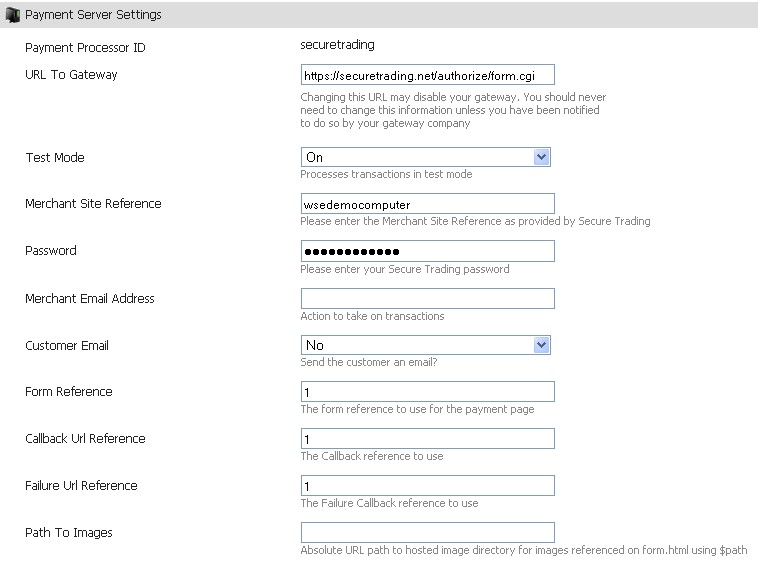 Payment Server Settings
Payment Processor ID securetrading
URL To Gateway https://securetrading.net/authorize/form.cgi
Changing this URL may disable your gateway. You should never
need to change this information unless you have been notified
to do so by your gateway company
Test Mode On
Processes transactions in test mode
Merchant Site Reference wsedemocomputer
Please enter the Merchant Site Reference as provided by Secure Trading
Password ●●●●●●●●●●●●
Please enter your Secure Trading password
Merchant Email Address
Action to take on transactions
Customer Email No
Send the customer an email?
Form Reference 1
The form reference to use for the payment page
Callback Url Reference 1
The Callback reference to use
Failure Url Reference 1
The Failure Callback reference to use
Path To Images
Absolute URL path to hosted image directory for images referenced on form.html using $path